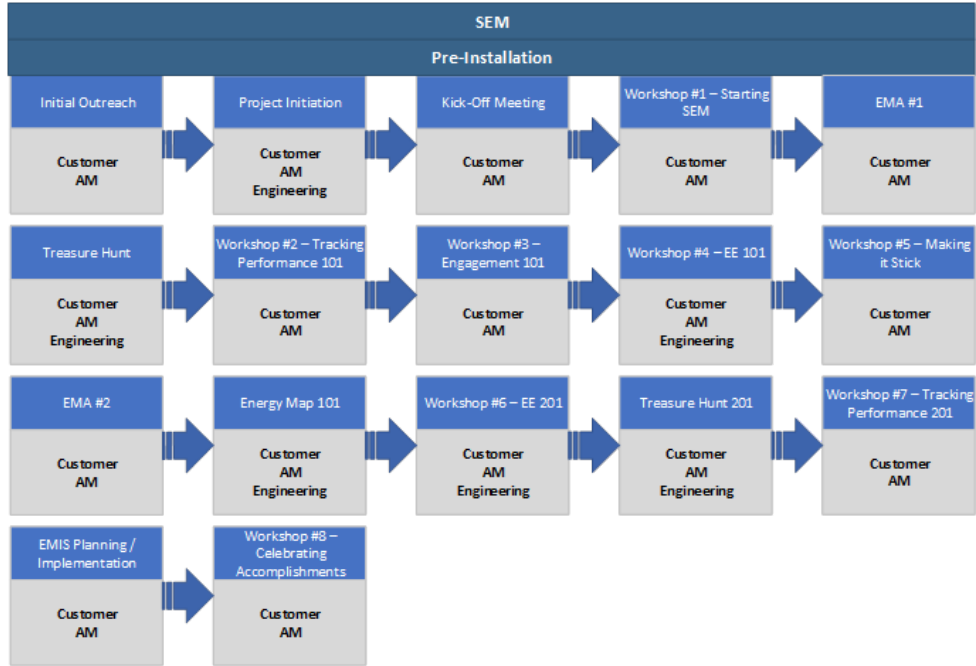 SEM
Pre-Installation
Initial Outreach
Customer
AM
Project Initiation
Customer
AM
Engineering
Kick-Off Meeting
Customer
AM
Workshop #1 – Starting
SEM
Customer
AM
EMA #1
Customer
AM
Treasure Hunt
Customer
AM
Engineering
Workshop #2 – Tracking
Performance 101
Customer
AM
Workshop #3 –
Engagement 101
Customer
AM
Workshop #4 – EE 101
Customer
AM
Engineering
Workshop #5 – Making
it Stick
Customer
AM
EMA #2
Customer
AM
Energy Map 101
Customer
AM
Engineering
Workshop #6 – EE 201
Customer
AM
Engineering
Treasure Hunt 201
Customer
AM
Engineering
Workshop #7 – Tracking
Performance 201
Customer
AM
EMIS Planning /
Implementation
Customer
AM
Workshop #8 –
Celebrating
Accomplishments
Customer
AM